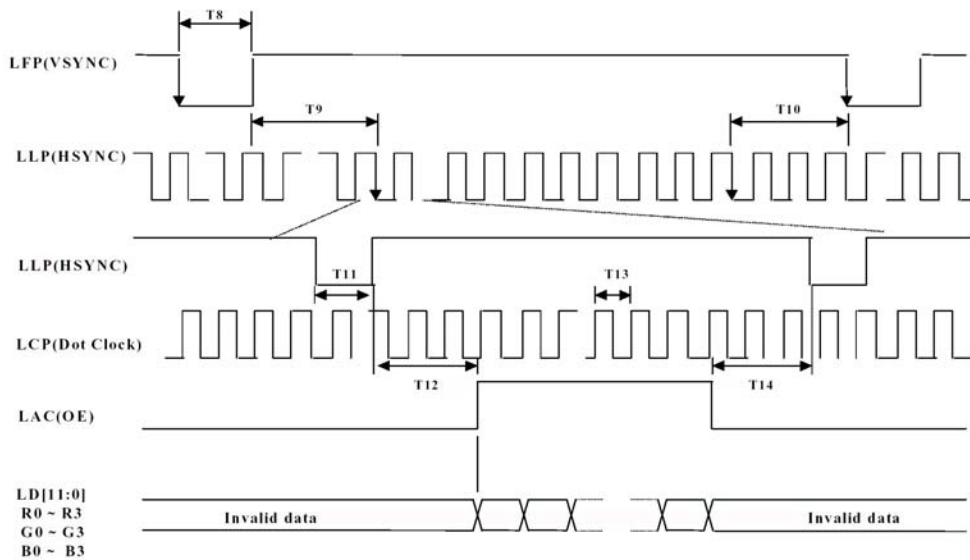 T8
LFP(VSYNC)
T9
T10
LLP(HSYNC)
LLP(HSYNC)
T11
T13
LCP(Dot Clock)
T12
T14
LAC(OE)
LD[11:0]
R0 ~ R3
Invalid data
Invalid data
G0 ~ G3
B0 ~ B3